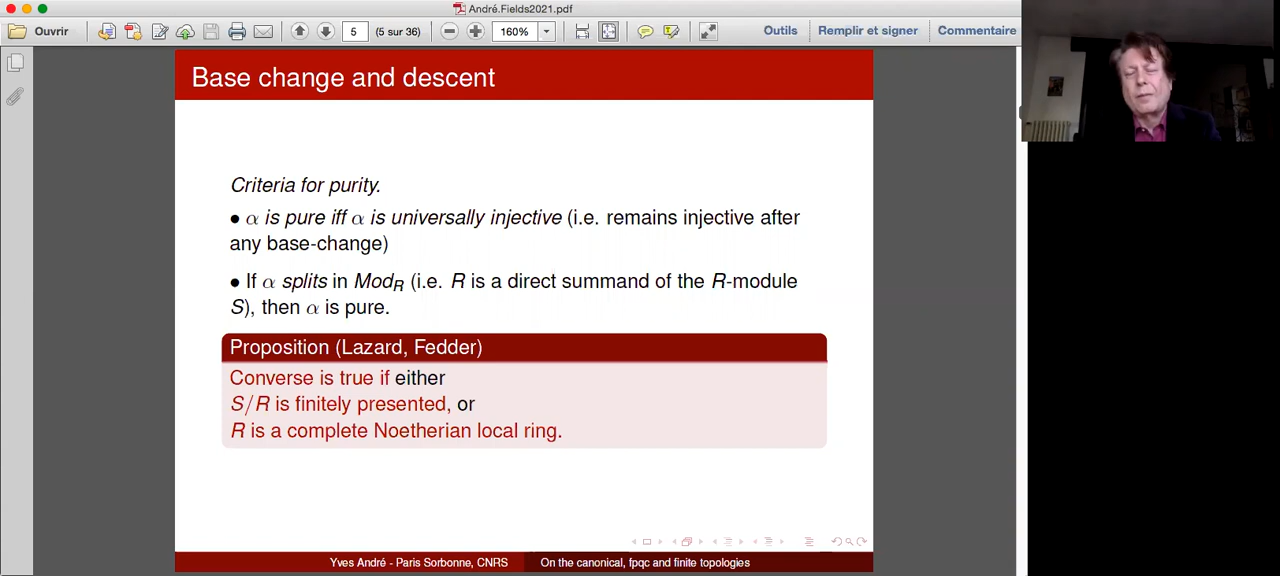 André.Fields2021.pdf
Ouvrir
5
(5 sur 36)
160%
Outils
Remplir et signer
Commentaire
Base change and descent
Criteria for purity.
• α is pure iff α is universally injective (i.e. remains injective after
any base-change)
• If α splits in Mod_R (i.e. R is a direct summand of the R-module
S), then α is pure.
Proposition (Lazard, Fedder)
Converse is true if either
S/R is finitely presented, or
R is a complete Noetherian local ring.
Yves André - Paris Sorbonne, CNRS
On the canonical, fpqc and finite topologies